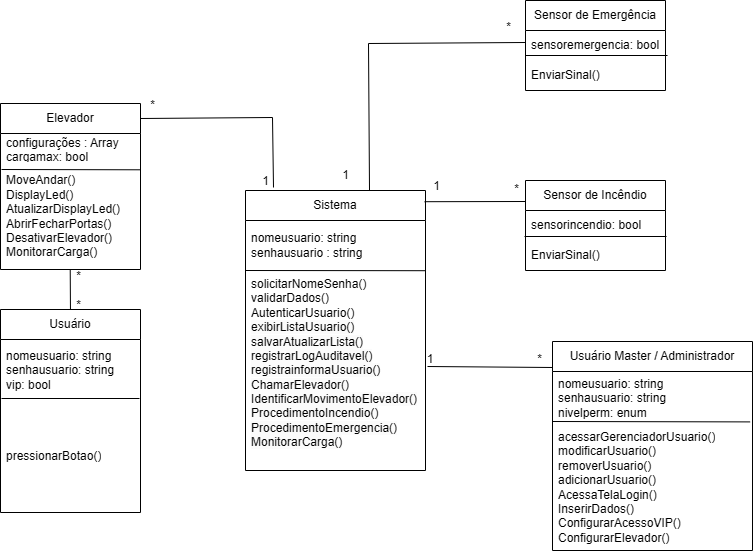 Sensor de Emergência
sensoremergencia: bool
EnviarSinal()
*
Elevador
configurações : Array
cargamax: bool
MoveAndar()
DisplayLed()
AtualizarDisplayLed()
AbrirFecharPortas()
DesativarElevador()
MonitorarCarga()
*
1
1
1
*
Sensor de Incêndio
sensorincendio: bool
EnviarSinal()
Sistema
nomeusuario: string
senhausuario : string
solicitarNomeSenha()
validarDados()
AutenticarUsuario()
exibirListaUsuario()
salvarAtualizarLista()
registrarLogAuditavel()
registrainformaUsuario()
ChamarElevador()
IdentificarMovimentoElevador()
ProcedimentoIncendio()
ProcedimentoEmergencia()
MonitorarCarga()
*
*
Usuário
nomeusuario: string
senhausuario: string
vip: bool
pressionarBotao()
1
*
Usuário Master / Administrador
nomeusuario: string
senhausuario: string
nivelperm: enum
acessarGerenciadorUsuario()
modificarUsuario()
removerUsuario()
adicionarUsuario()
AcessaTelaLogin()
InserirDados()
ConfigurarAcessoVIP()
ConfigurarElevador()